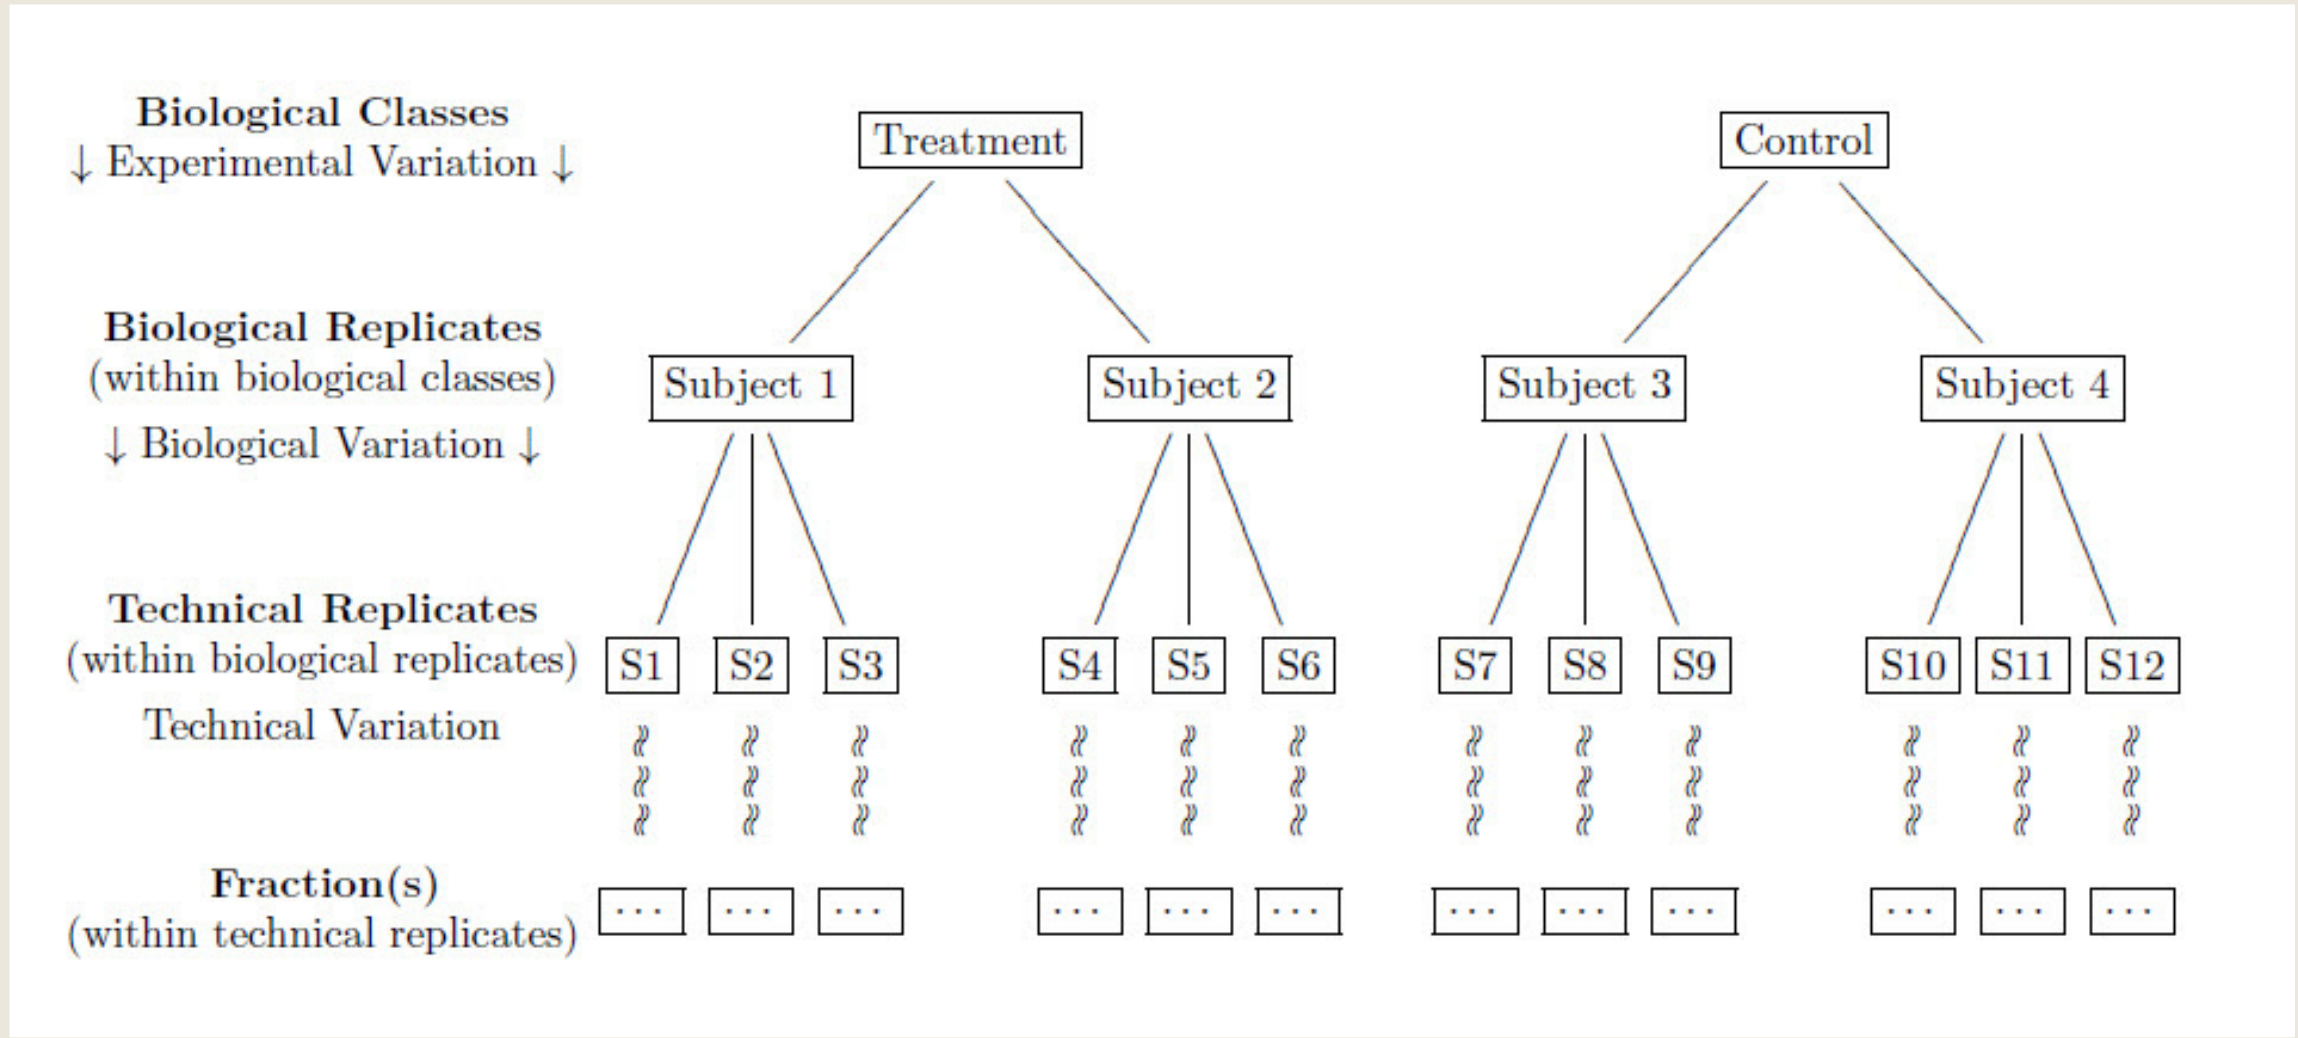 Biological Classes
↓ Experimental Variation ↓
Treatment
Control
Biological Replicates
(within biological classes)
↓ Biological Variation ↓
Subject 1
Subject 2
Subject 3
Subject 4
Technical Replicates
(within biological replicates)
Technical Variation
S1 S2 S3 S4 S5 S6 S7 S8 S9 S10 S11 S12
Fraction(s)
(within technical replicates)
... ... ... ... ... ... ... ... ... ... ... ...